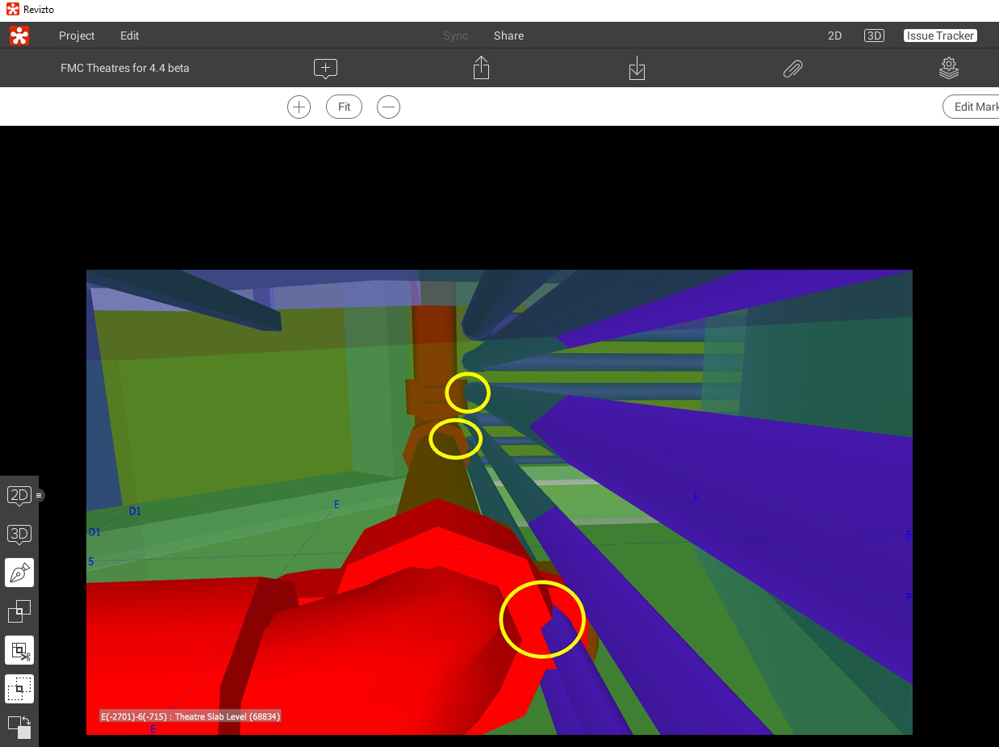 Revizto
Project Edit Sync Share 2D 3D Issue Tracker
FMC Theatres for 4.4 beta
Fit Edit Mark
2D
3D
E
F
D1
D1
5
5
F
E(-2701)-6(-715) : Theatre Slab Level (68834)
E